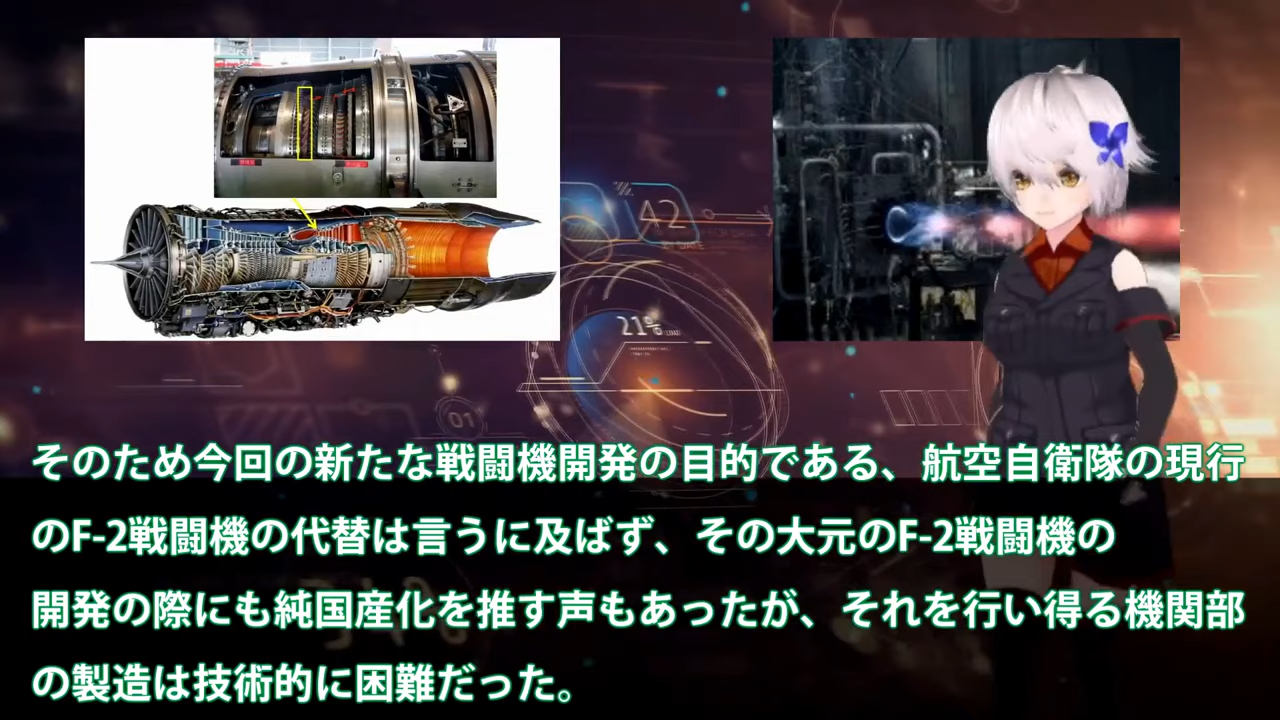 42
21%
01
そのため今回の新たな戦闘機開発の目的である、航空自衛隊の現行
のF-2戦闘機の代替は言うに及ばず、その大元のF-2戦闘機の
開発の際にも純国産化を推す声もあったが、それを行い得る機関部
の製造は技術的に困難だった。